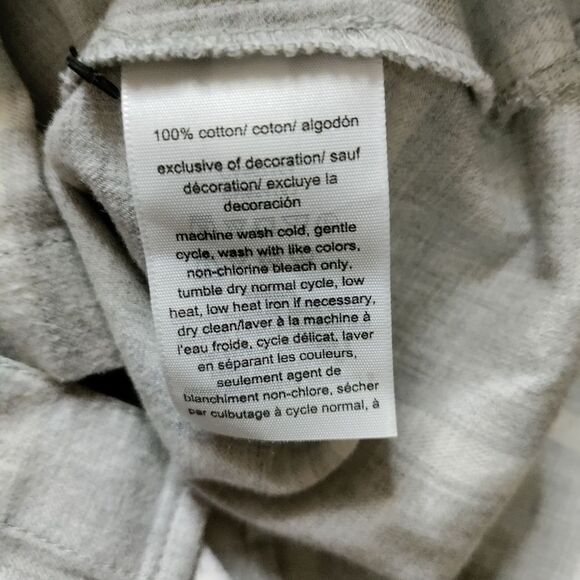 100% cotton/ coton/ algodón
exclusive of decoration/ sauf
décoration/ excluye la
decoración
machine wash cold, gentle
cycle, wash with like colors,
non-chlorine bleach only,
tumble dry normal cycle, low
heat, low heat iron if necessary,
dry clean/laver à la machine à
l'eau froide, cycle délicat, laver
en séparant les couleurs,
seulement agent de
blanchiment non-chlore, sécher
par culbutage à cycle normal, à